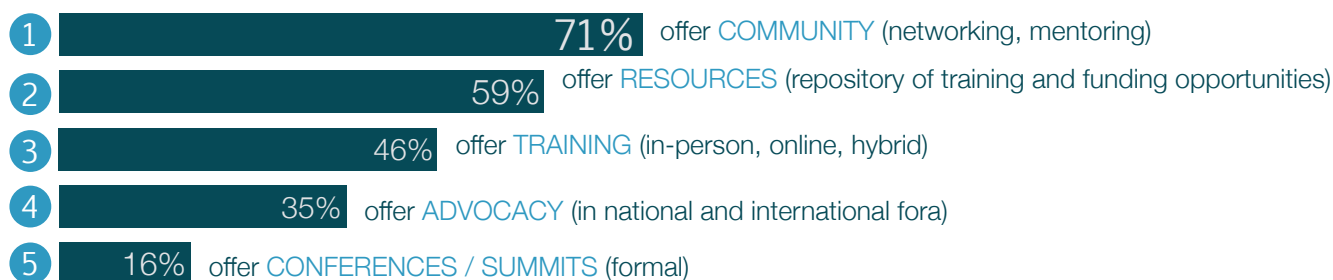 1 71% offer COMMUNITY (networking, mentoring)
2 59% offer RESOURCES (repository of training and funding opportunities)
3 46% offer TRAINING (in-person, online, hybrid)
4 35% offer ADVOCACY (in national and international fora)
5 16% offer CONFERENCES / SUMMITS (formal)